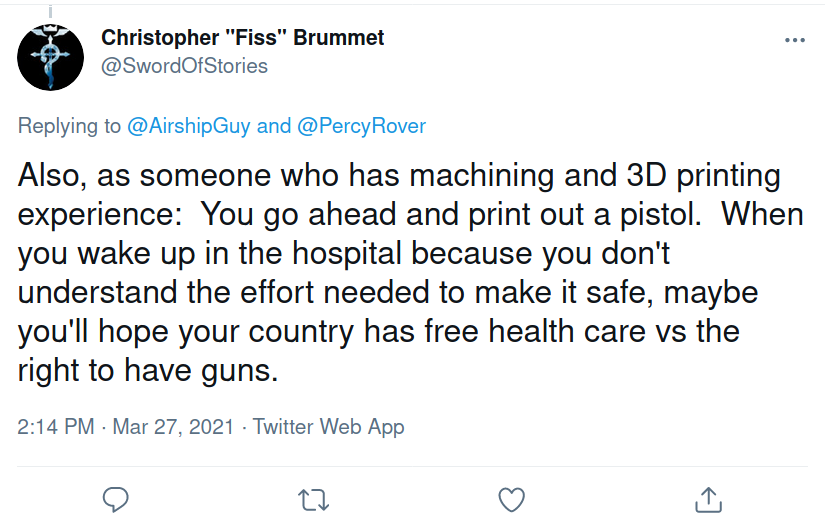 Christopher "Fiss" Brummet
@SwordOfStories
Replying to @AirshipGuy and @PercyRover
Also, as someone who has machining and 3D printing
experience:  You go ahead and print out a pistol.  When
you wake up in the hospital because you don't
understand the effort needed to make it safe, maybe
you'll hope your country has free health care vs the
right to have guns.
2:14 PM · Mar 27, 2021 · Twitter Web App